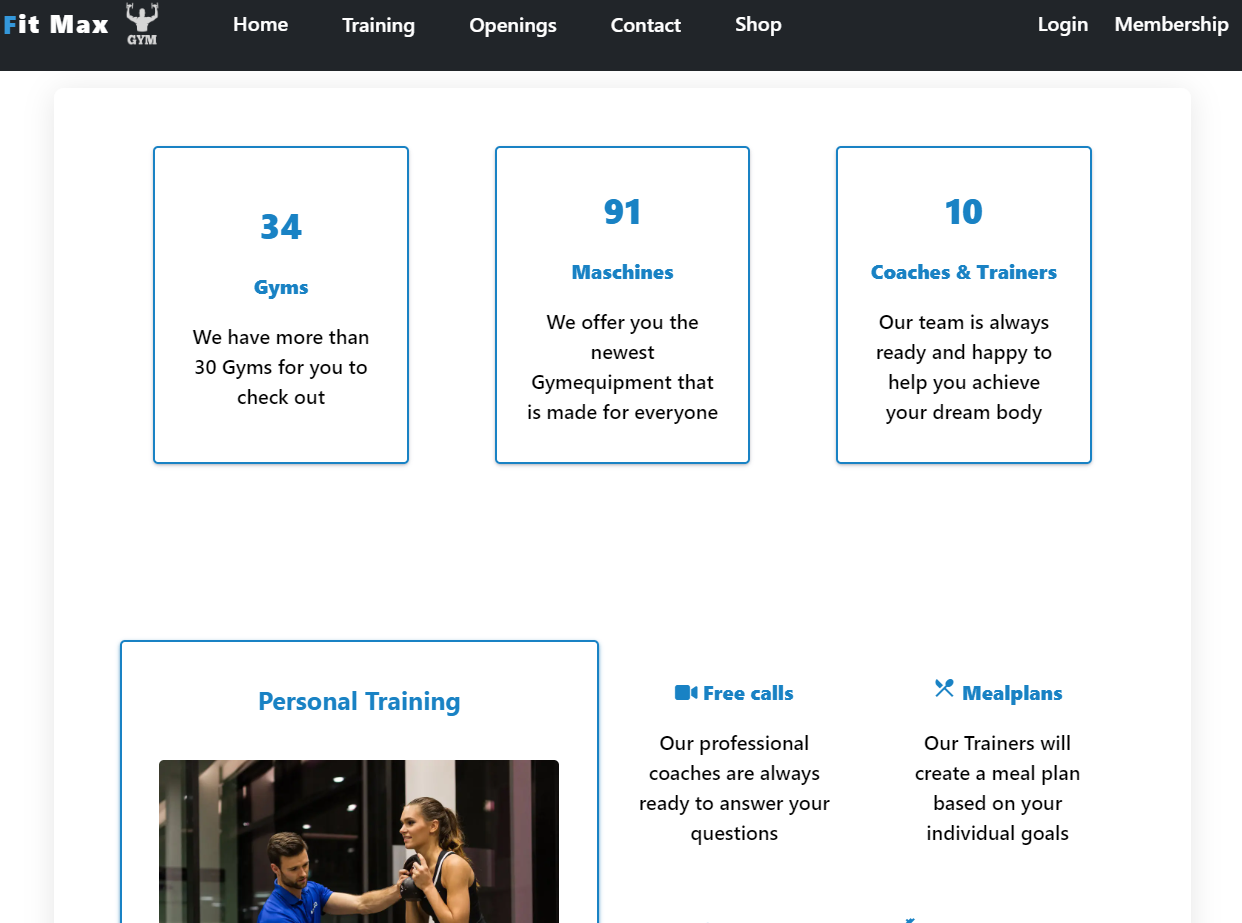 Fit Max GYM Home Training Openings Contact Shop Login Membership
34
Gyms
We have more than
30 Gyms for you to
check out
91
Maschines
We offer you the
newest
Gymequipment that
is made for everyone
10
Coaches & Trainers
Our team is always
ready and happy to
help you achieve
your dream body
Personal Training
Free calls
Our professional
coaches are always
ready to answer your
questions
Mealplans
Our Trainers will
create a meal plan
based on your
individual goals